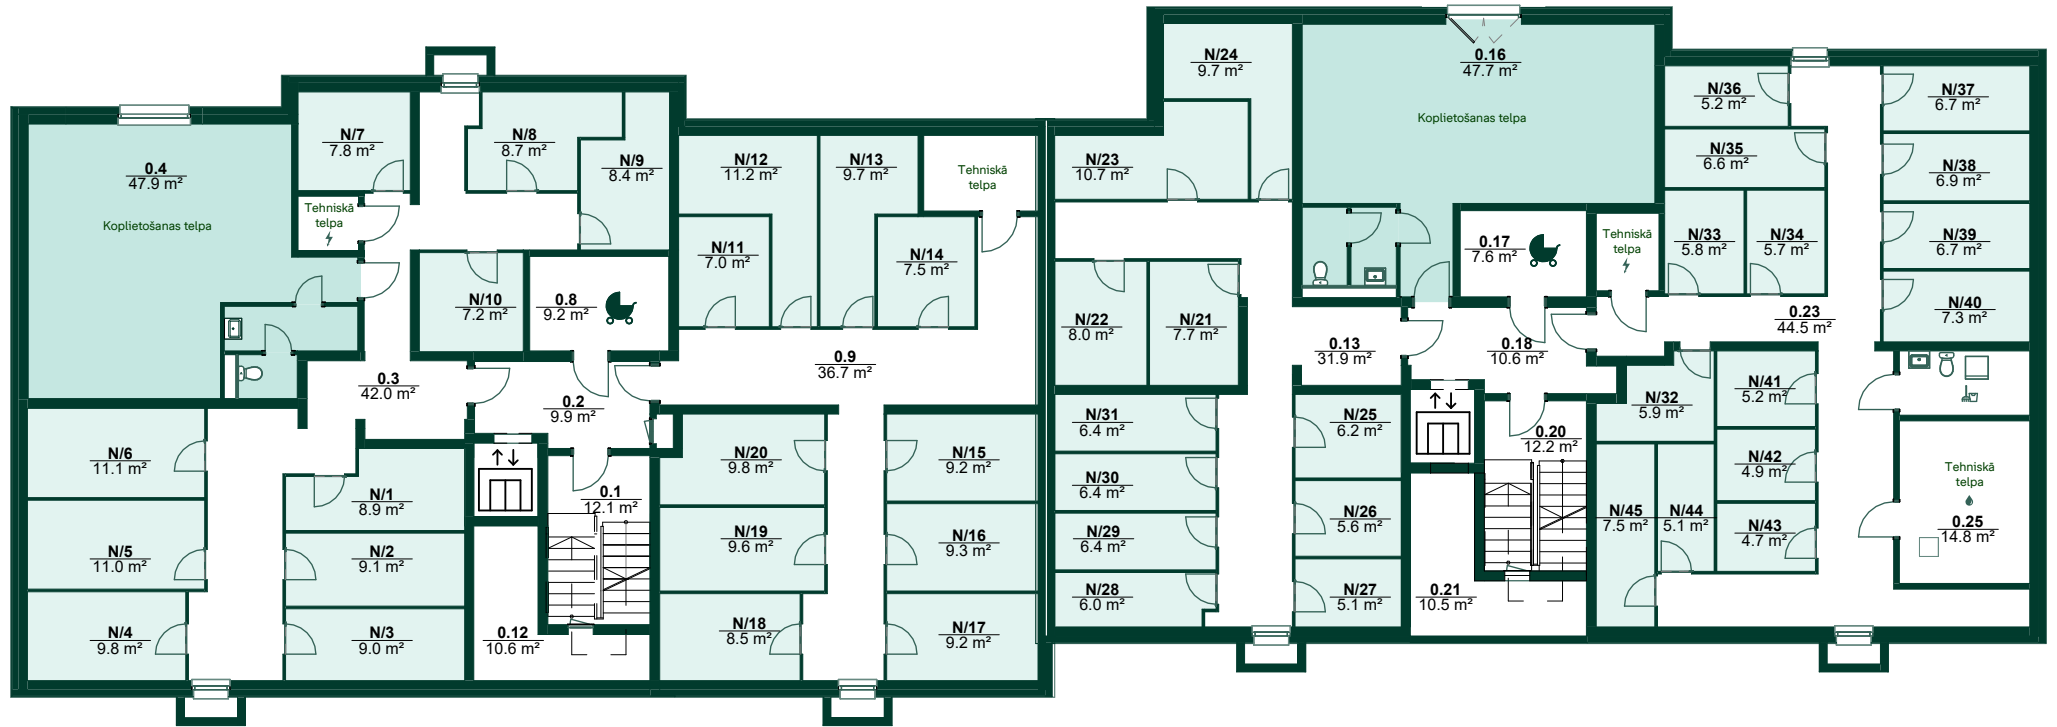 N/7
7.8 m²
N/8
8.7 m²
N/9
8.4 m²
0.4
47.9 m²
Koplietošanas telpa
Tehniskā
telpa
N/10
7.2 m²
0.8
9.2 m²
N/12
11.2 m²
N/13
9.7 m²
Tehniskā
telpa
N/11
7.0 m²
N/14
7.5 m²
0.9
36.7 m²
0.3
42.0 m²
0.2
9.9 m²
N/6
11.1 m²
N/5
11.0 m²
N/4
9.8 m²
N/1
8.9 m²
N/2
9.1 m²
N/3
9.0 m²
0.1
12.1 m²
0.12
10.6 m²
N/20
9.8 m²
N/19
9.6 m²
N/18
8.5 m²
N/15
9.2 m²
N/16
9.3 m²
N/17
9.2 m²
N/24
9.7 m²
N/23
10.7 m²
0.16
47.7 m²
Koplietošanas telpa
0.17
7.6 m²
Tehniskā
telpa
N/36
5.2 m²
N/35
6.6 m²
N/33
5.8 m²
N/34
5.7 m²
N/37
6.7 m²
N/38
6.9 m²
N/39
6.7 m²
N/40
7.3 m²
0.23
44.5 m²
N/22
8.0 m²
N/21
7.7 m²
0.13
31.9 m²
0.18
10.6 m²
N/31
6.4 m²
N/30
6.4 m²
N/29
6.4 m²
N/28
6.0 m²
N/25
6.2 m²
N/26
5.6 m²
N/27
5.1 m²
0.20
12.2 m²
0.21
10.5 m²
N/32
5.9 m²
N/41
5.2 m²
N/42
4.9 m²
N/43
4.7 m²
N/45
7.5 m²
N/44
5.1 m²
Tehniskā
telpa
0.25
14.8 m²